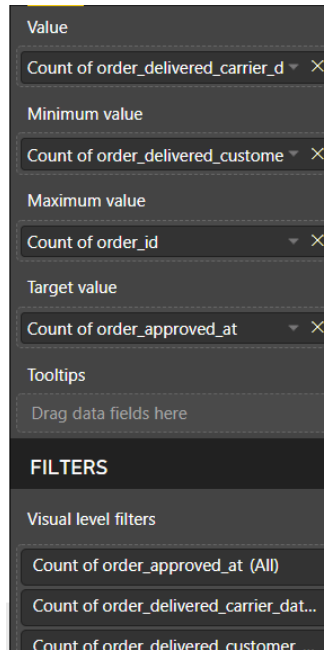 Value
Count of order_delivered_carrier_d
Minimum value
Count of order_delivered_custome
Maximum value
Count of order_id
Target value
Count of order_approved_at
Tooltips
Drag data fields here
FILTERS
Visual level filters
Count of order_approved_at (All)
Count of order_delivered_carrier_dat...
Count of order_delivered_customer_...